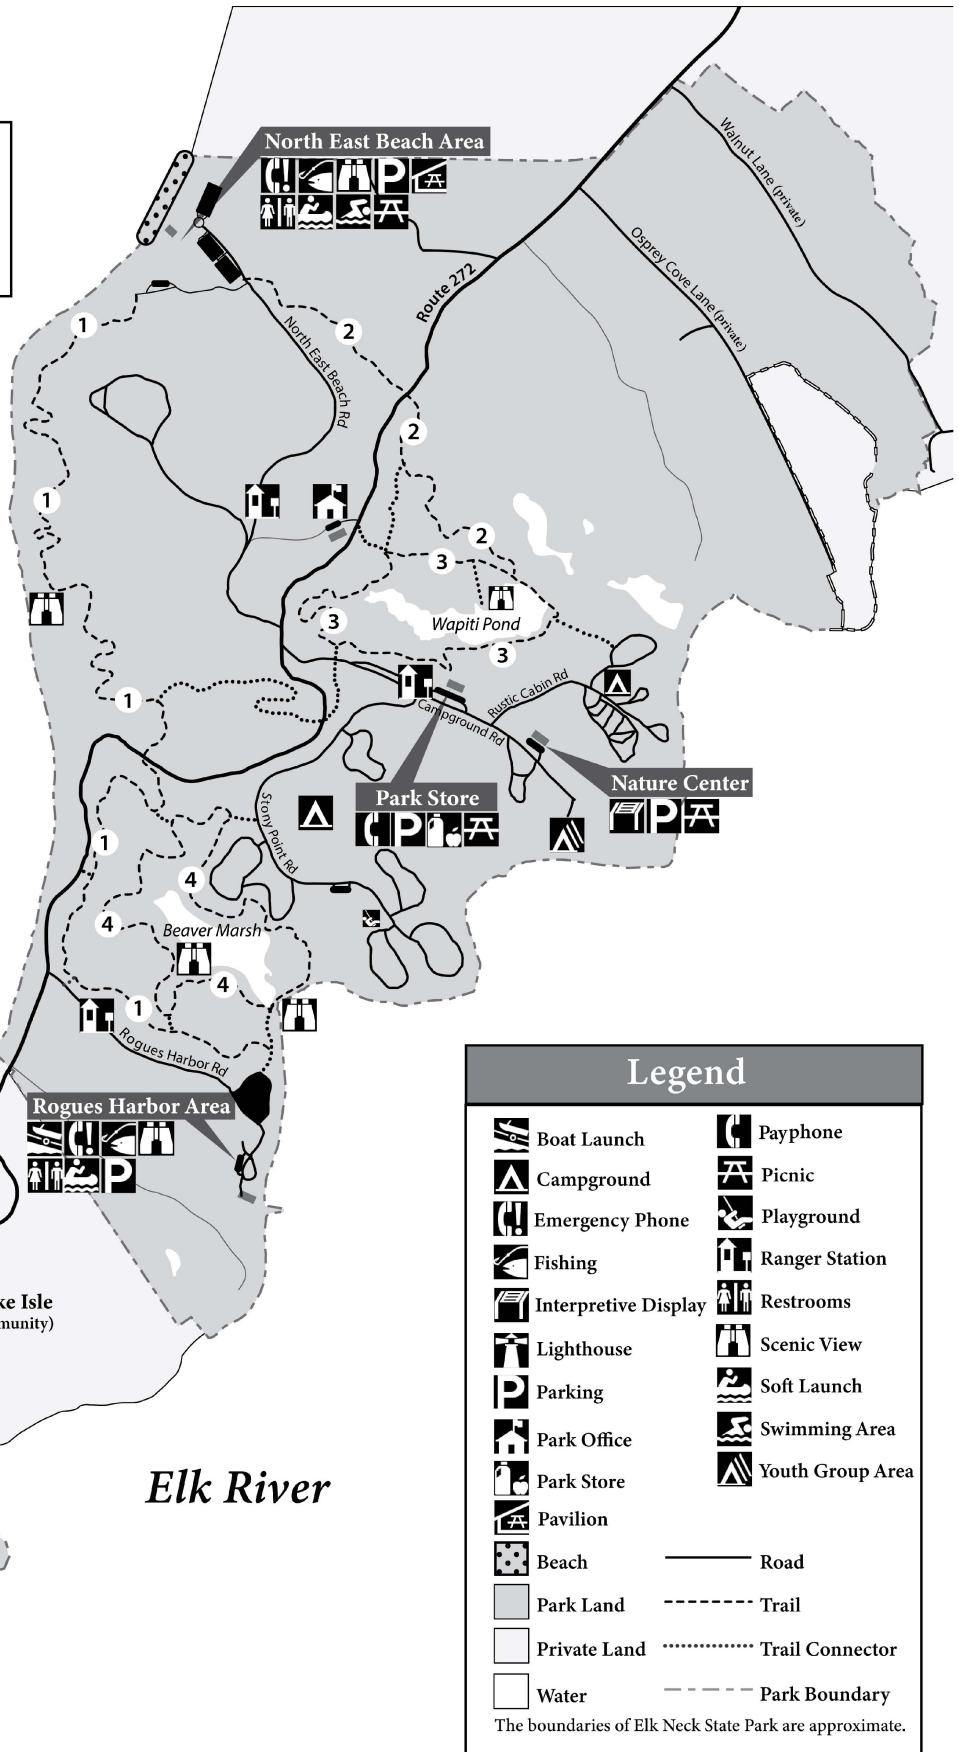 North East Beach Area
Walnut Lane (private)
Osprey Cove Lane (private)
Route 272
1
2
North East Beach Rd
2
1
2
3
3
Wapiti Pond
3
1
Rustic Cabin Rd
Campground Rd
Nature Center
Park Store
Stony Point Rd
1
4
4
Beaver Marsh
4
1
Rogues Harbor Rd
Rogues Harbor Area
ke Isle
munity)
Elk River
Legend
Boat Launch
Campground
Emergency Phone
Fishing
Interpretive Display
Lighthouse
P Parking
Park Office
Park Store
Pavilion
Beach
Park Land
Private Land
Water
Payphone
Picnic
Playground
Ranger Station
Restrooms
Scenic View
Soft Launch
Swimming Area
Youth Group Area
Road
Trail
Trail Connector
Park Boundary
The boundaries of Elk Neck State Park are approximate.